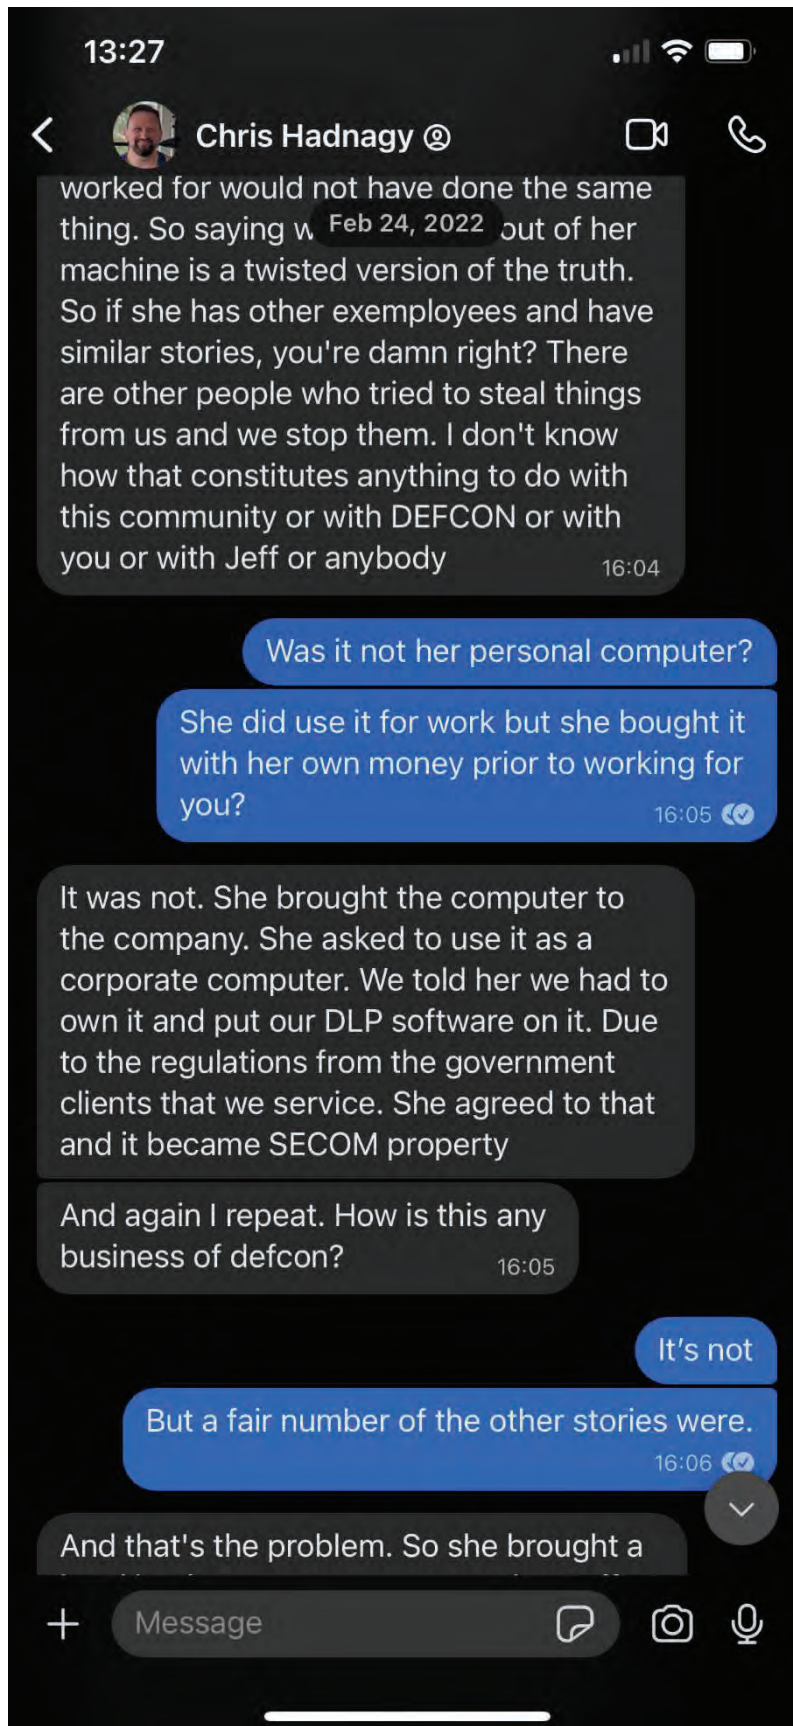 13:27
Chris Hadnagy
worked for would not have done the same
thing. So saying w Feb 24, 2022 out of her
machine is a twisted version of the truth.
So if she has other exemployees and have
similar stories, you're damn right? There
are other people who tried to steal things
from us and we stop them. I don't know
how that constitutes anything to do with
this community or with DEFCON or with
you or with Jeff or anybody
16:04
Was it not her personal computer?
She did use it for work but she bought it
with her own money prior to working for
you?
16:05
It was not. She brought the computer to
the company. She asked to use it as a
corporate computer. We told her we had to
own it and put our DLP software on it. Due
to the regulations from the government
clients that we service. She agreed to that
and it became SECOM property
And again I repeat. How is this any
business of defcon?
16:05
It's not
But a fair number of the other stories were.
16:06
And that's the problem. So she brought a
Message